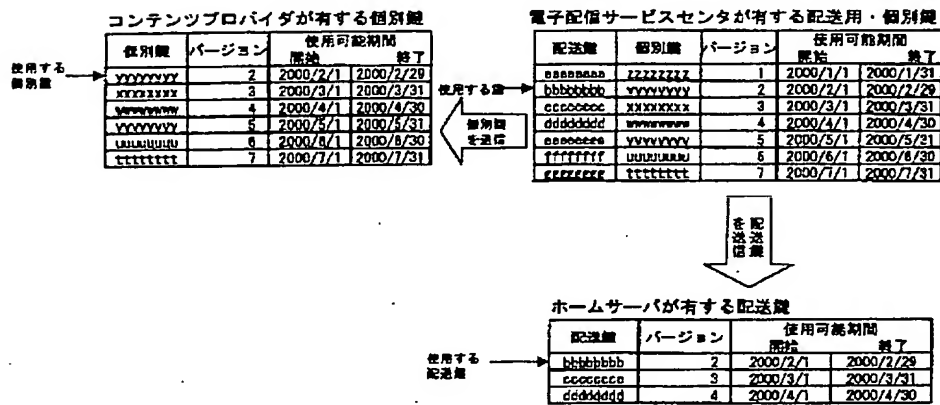 コンテンツプロバイダが有する個別鍵
個別鍵 バージョン 使用可能期間
開始 終了
使用する
個別鍵
yyyyyyyy 2 2000/2/1 2000/2/29
xxxxxxxx 3 2000/3/1 2000/3/31
wwwwwwww 4 2000/4/1 2000/4/30
vvvvvvvv 5 2000/5/1 2000/5/31
uuuuuuuu 6 2000/6/1 2000/6/30
tttttttt 7 2000/7/1 2000/7/31
電子配信サービスセンタが有する配送用・個別鍵
配送鍵 個別鍵 バージョン 使用可能期間
開始 終了
使用する鍵
aaaaaaaa zzzzzzzz 1 2000/1/1 2000/1/31
bbbbbbbb yyyyyyyy 2 2000/2/1 2000/2/29
cccccccc xxxxxxxx 3 2000/3/1 2000/3/31
dddddddd wwwwwwww 4 2000/4/1 2000/4/30
eeeeeeee vvvvvvvv 5 2000/5/1 2000/5/31
ffffffff uuuuuuuu 6 2000/6/1 2000/6/30
gggggggg tttttttt 7 2000/7/1 2000/7/31
個別鍵
を送信
配送鍵
を送信
ホームサーバが有する配送鍵
配送鍵 バージョン 使用可能期間
開始 終了
使用する
配送鍵
bbbbbbbb 2 2000/2/1 2000/2/29
cccccccc 3 2000/3/1 2000/3/31
dddddddd 4 2000/4/1 2000/4/30